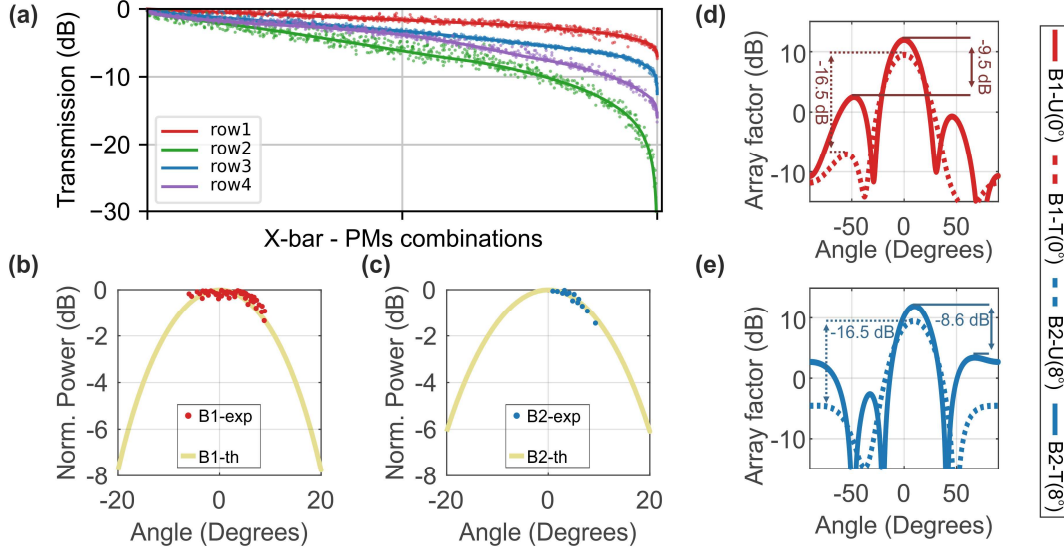 (a)
Transmission (dB)
0
−10
−20
−30
row1
row2
row3
row4
X-bar - PMs combinations
(b)
Norm. Power (dB)
0
-2
-4
-6
-8
B1-exp
B1-th
-20 0 20
Angle (Degrees)
(c)
Norm. Power (dB)
0
-2
-4
-6
-8
B2-exp
B2-th
-20 0 20
Angle (Degrees)
(d)
Array factor (dB)
10
0
-10
-16.5 dB
-9.5 dB
-50 0 50
Angle (Degrees)
(e)
Array factor (dB)
10
0
-10
-16.5 dB
-8.6 dB
-50 0 50
Angle (Degrees)
B1-U(0°)
B1-T(0°)
B2-U(8°)
B2-T(8°)